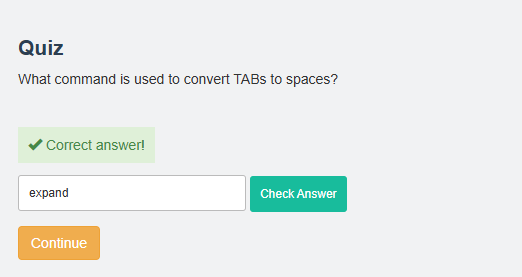 Quiz
What command is used to convert TABs to spaces?
✔ Correct answer!
expand
Check Answer
Continue